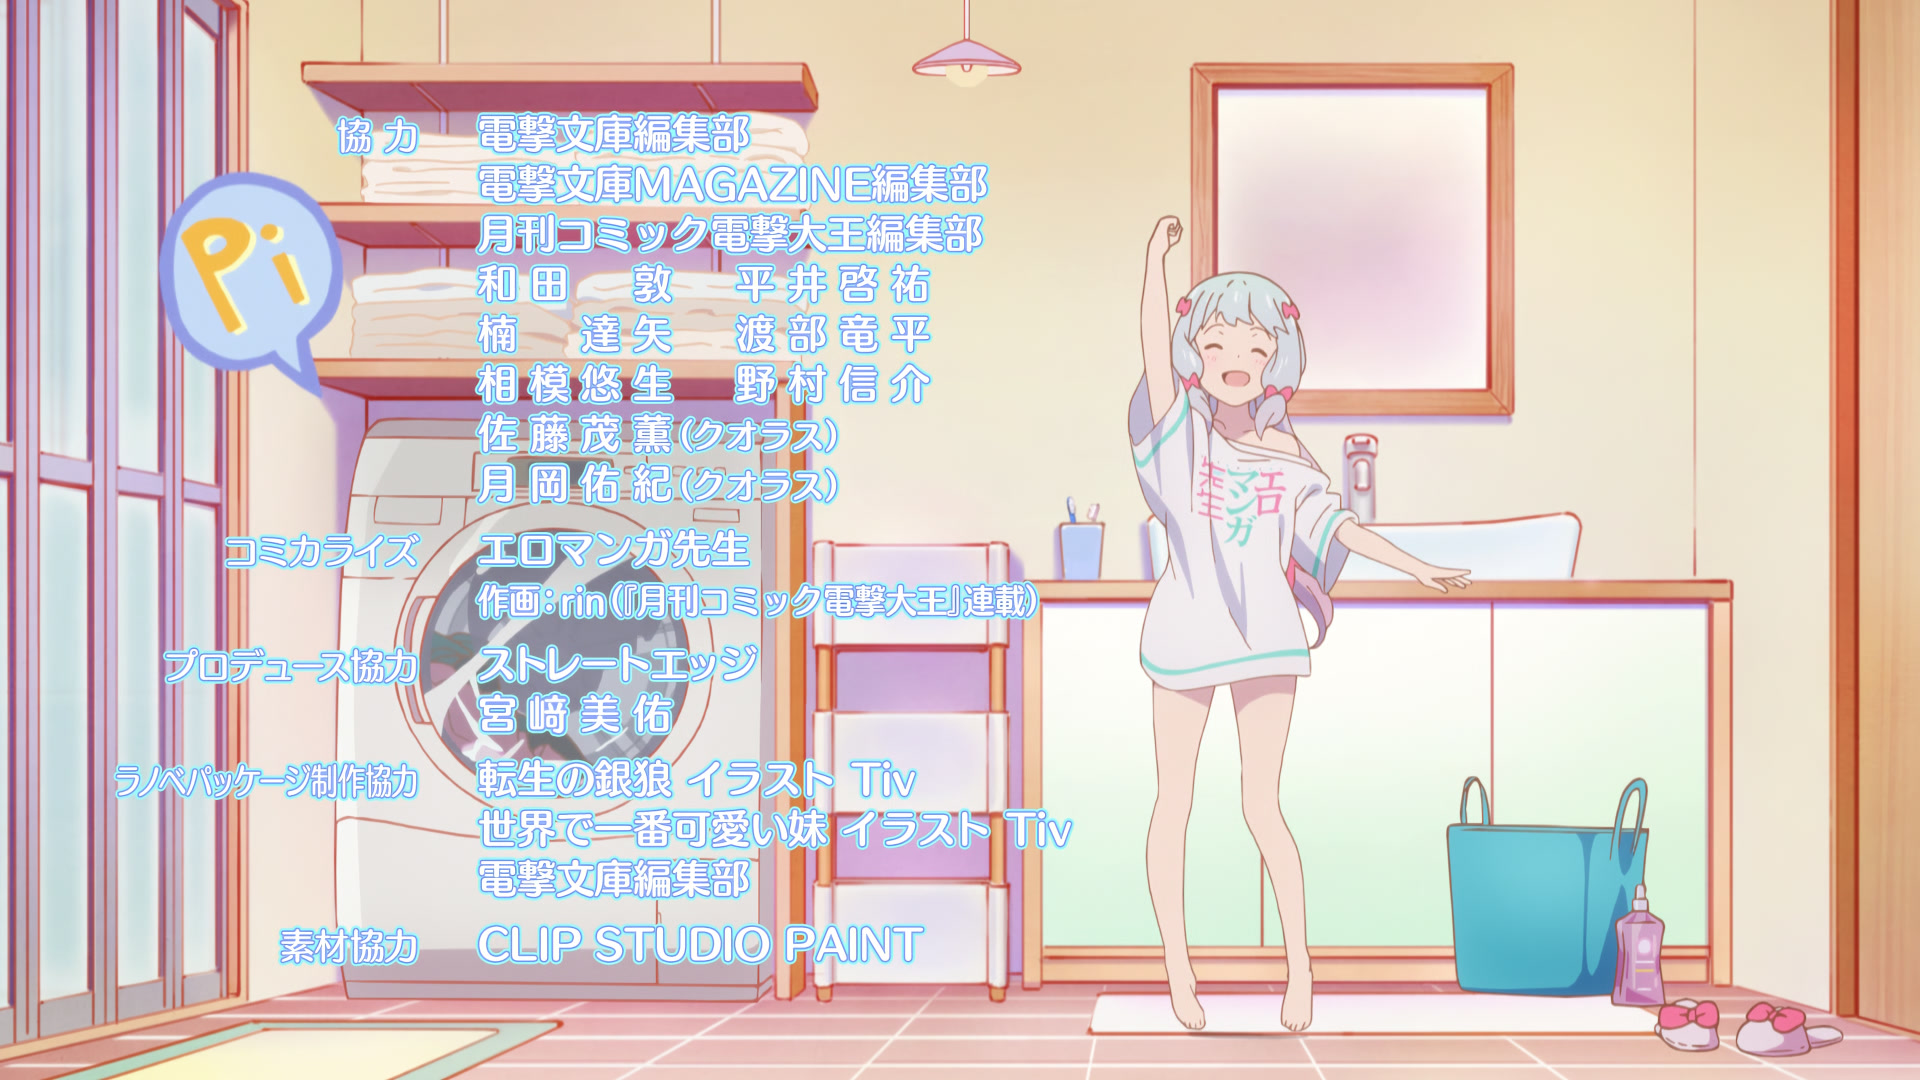 協力 電撃文庫編集部
電撃文庫MAGAZINE編集部
月刊コミック電撃大王編集部
Pi
和田 敦 平井啓祐
楠 達矢 渡部竜平
相模悠生 野村信介
佐藤茂薫(クオラス)
月岡佑紀(クオラス)
エロ
マンガ
先生
コミカライズ エロマンガ先生
作画:rin(『月刊コミック電撃大王』連載)
プロデュース協力 ストレートエッジ
宮﨑美佑
ラノベパッケージ制作協力 転生の銀狼 イラスト Tiv
世界で一番可愛い妹 イラスト Tiv
電撃文庫編集部
素材協力 CLIP STUDIO PAINT